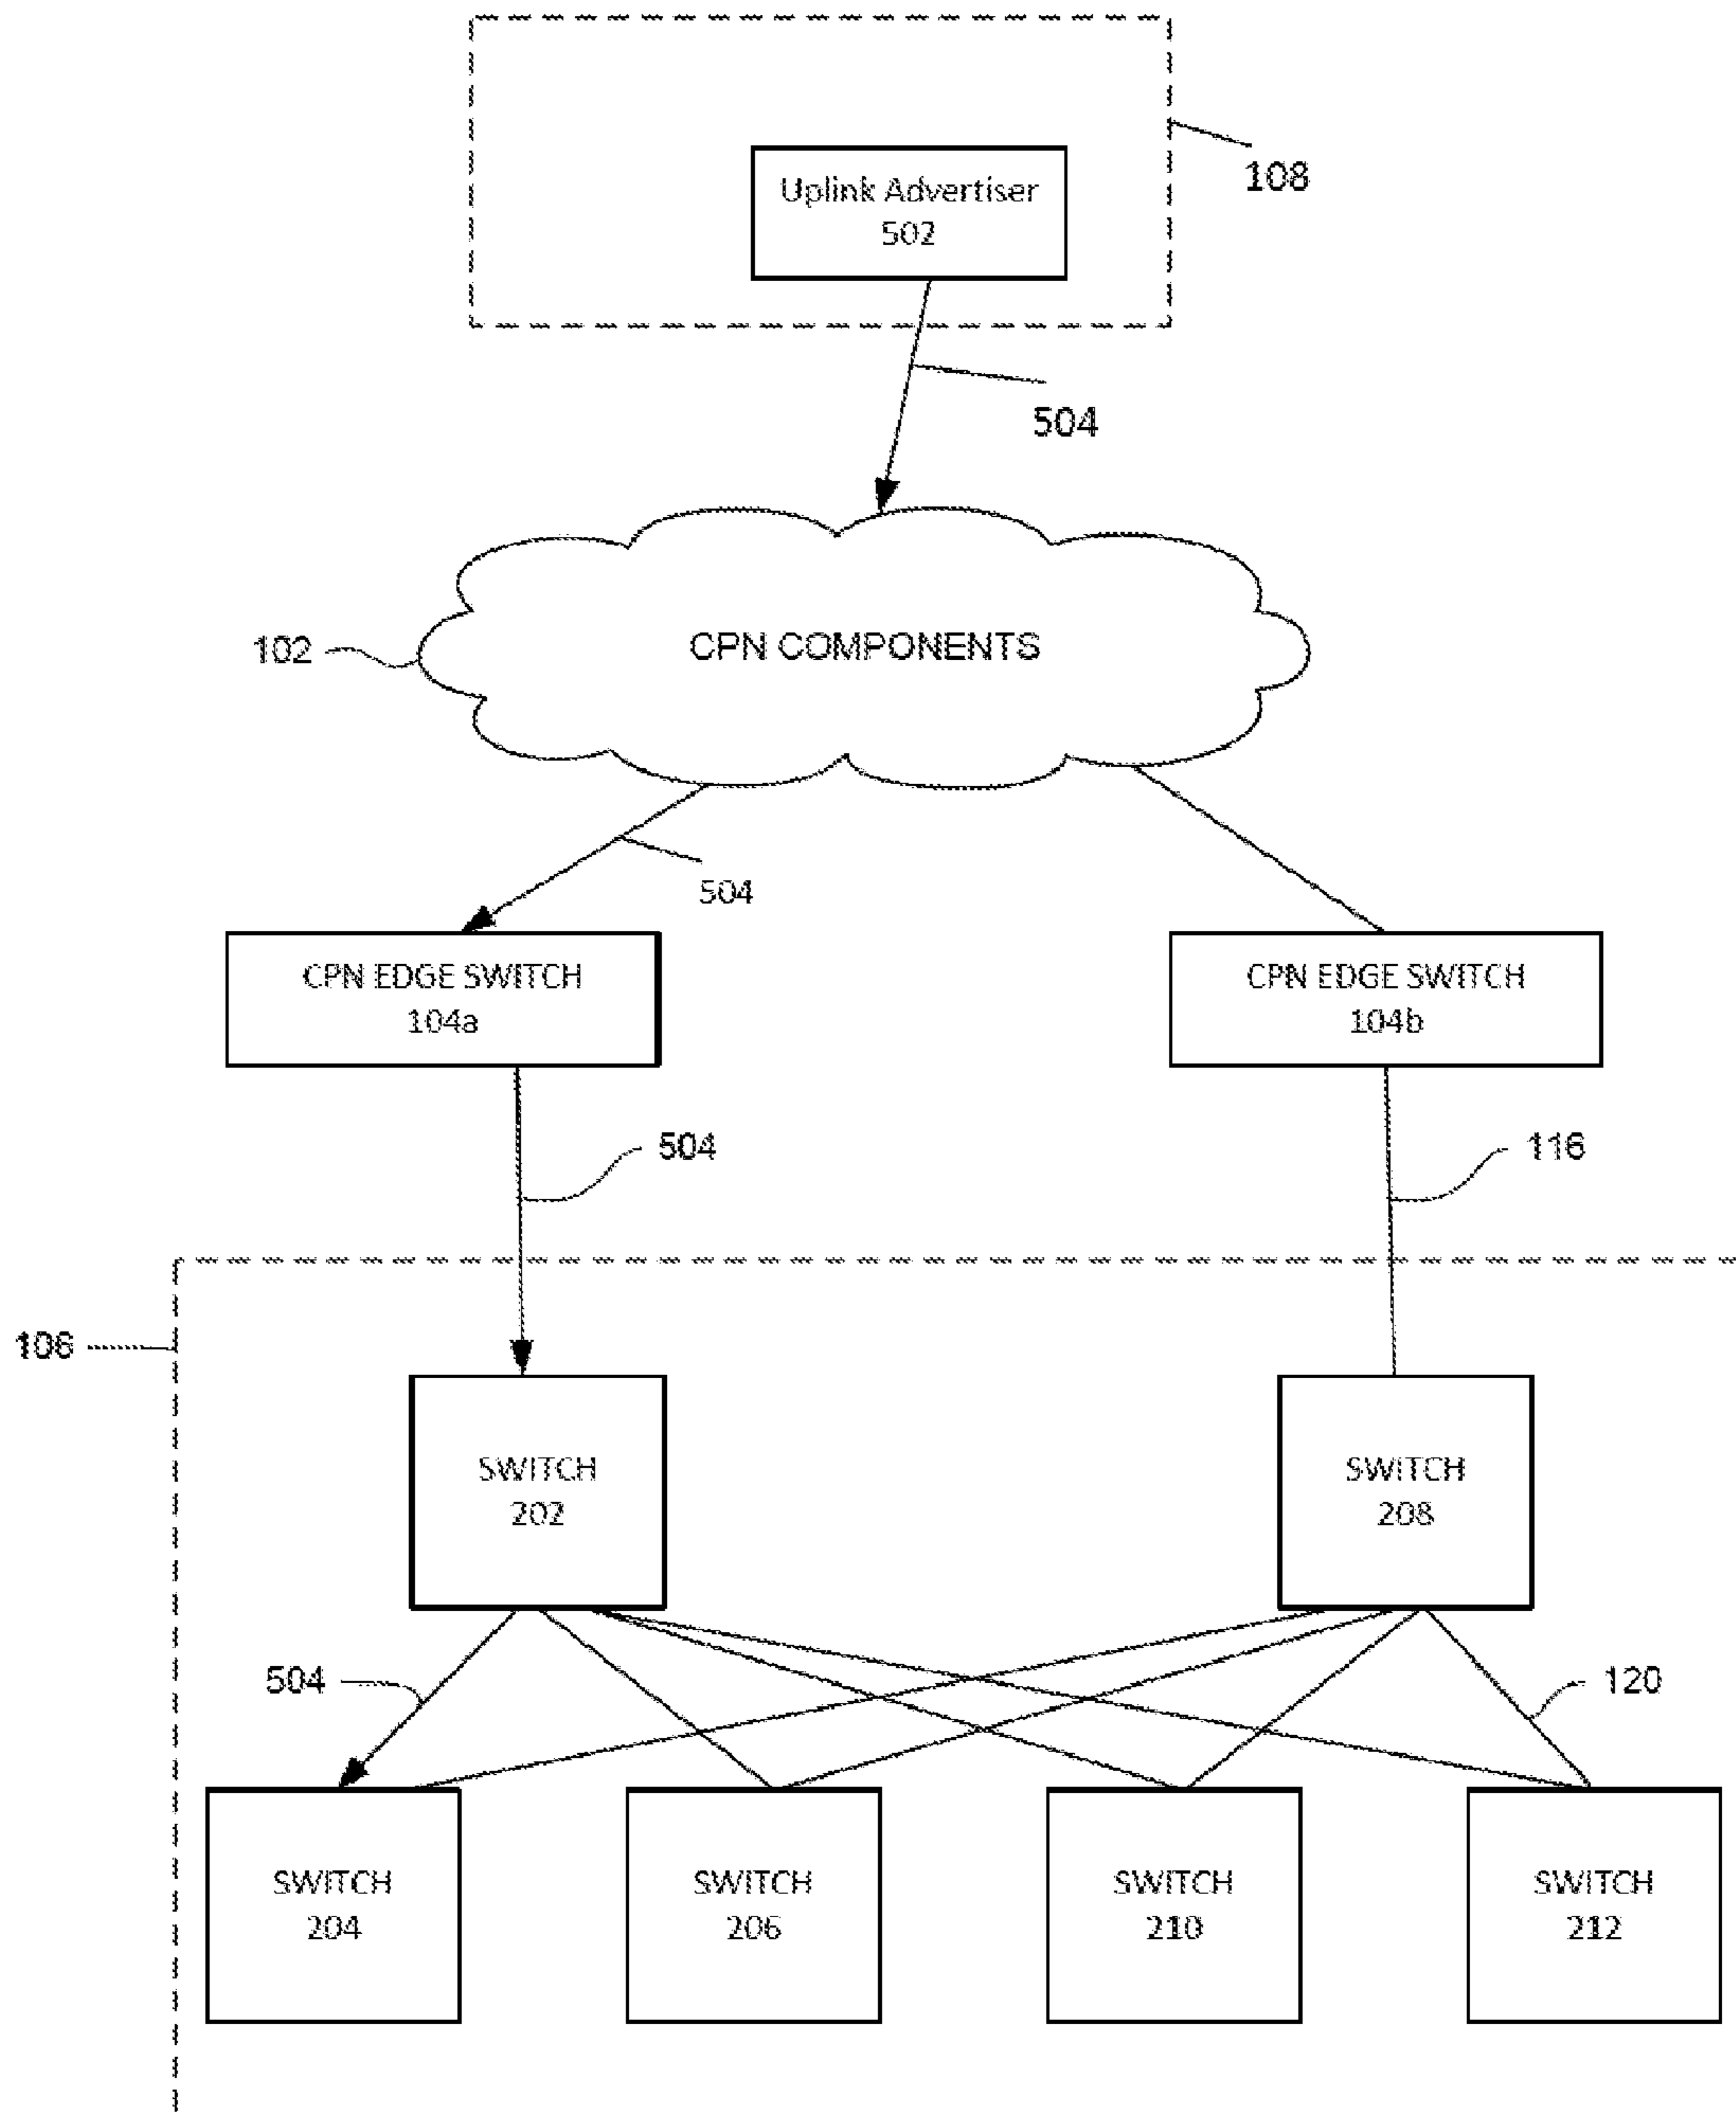 Uplink Advertiser
502
108
504
102
CPN COMPONENTS
504
CPN EDGE SWITCH
104a
CPN EDGE SWITCH
104b
504
116
106
SWITCH
202
SWITCH
208
504
120
SWITCH
204
SWITCH
206
SWITCH
210
SWITCH
212